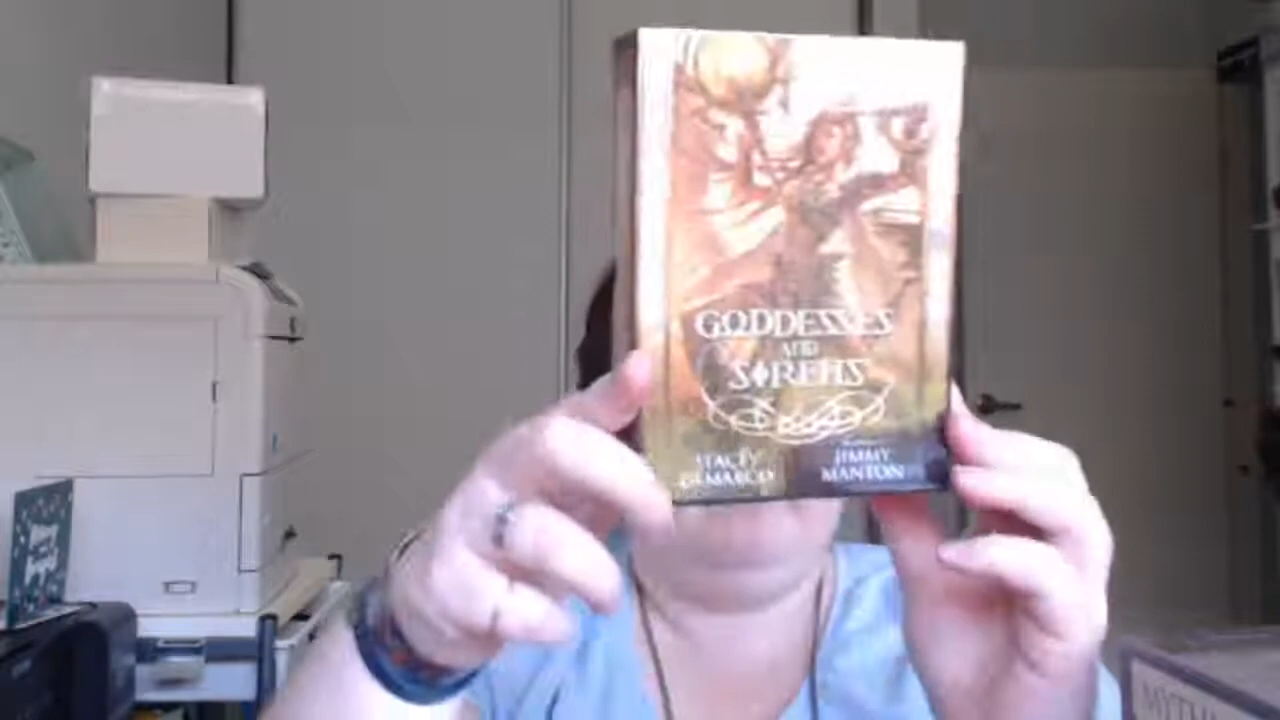 GODDESSES
AND
SIRENS
STACEY
DEMARCO
JIMMY
MANTON